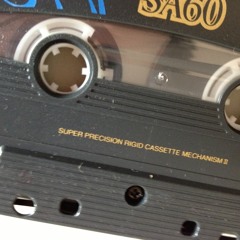 SA60
SUPER PRECISION RIGID CASSETTE MECHANISM II